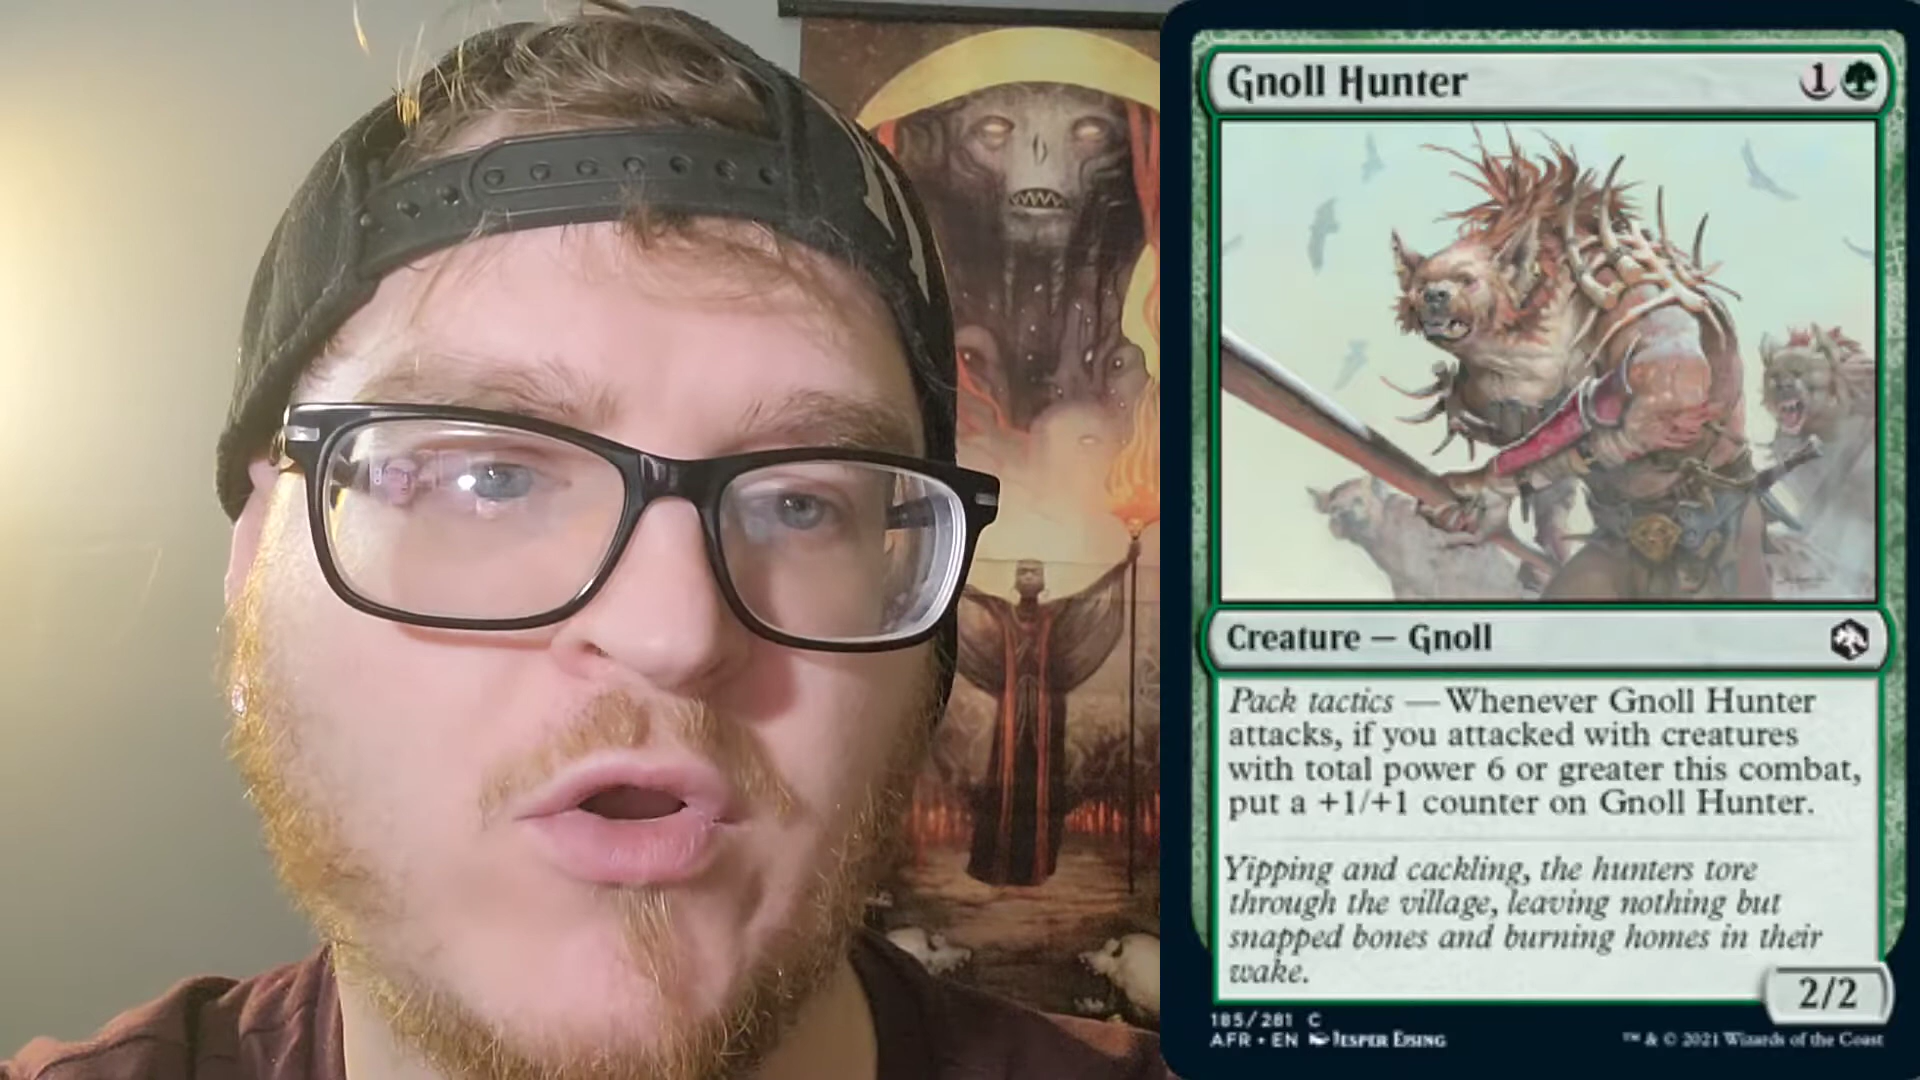 Gnoll Hunter 1
Creature — Gnoll
Pack tactics — Whenever Gnoll Hunter
attacks, if you attacked with creatures
with total power 6 or greater this combat,
put a +1/+1 counter on Gnoll Hunter.
Yipping and cackling, the hunters tore
through the village, leaving nothing but
snapped bones and burning homes in their
wake.
2/2
185/281 C
AFR • EN Jesper Eising
™ & © 2021 Wizards of the Coast